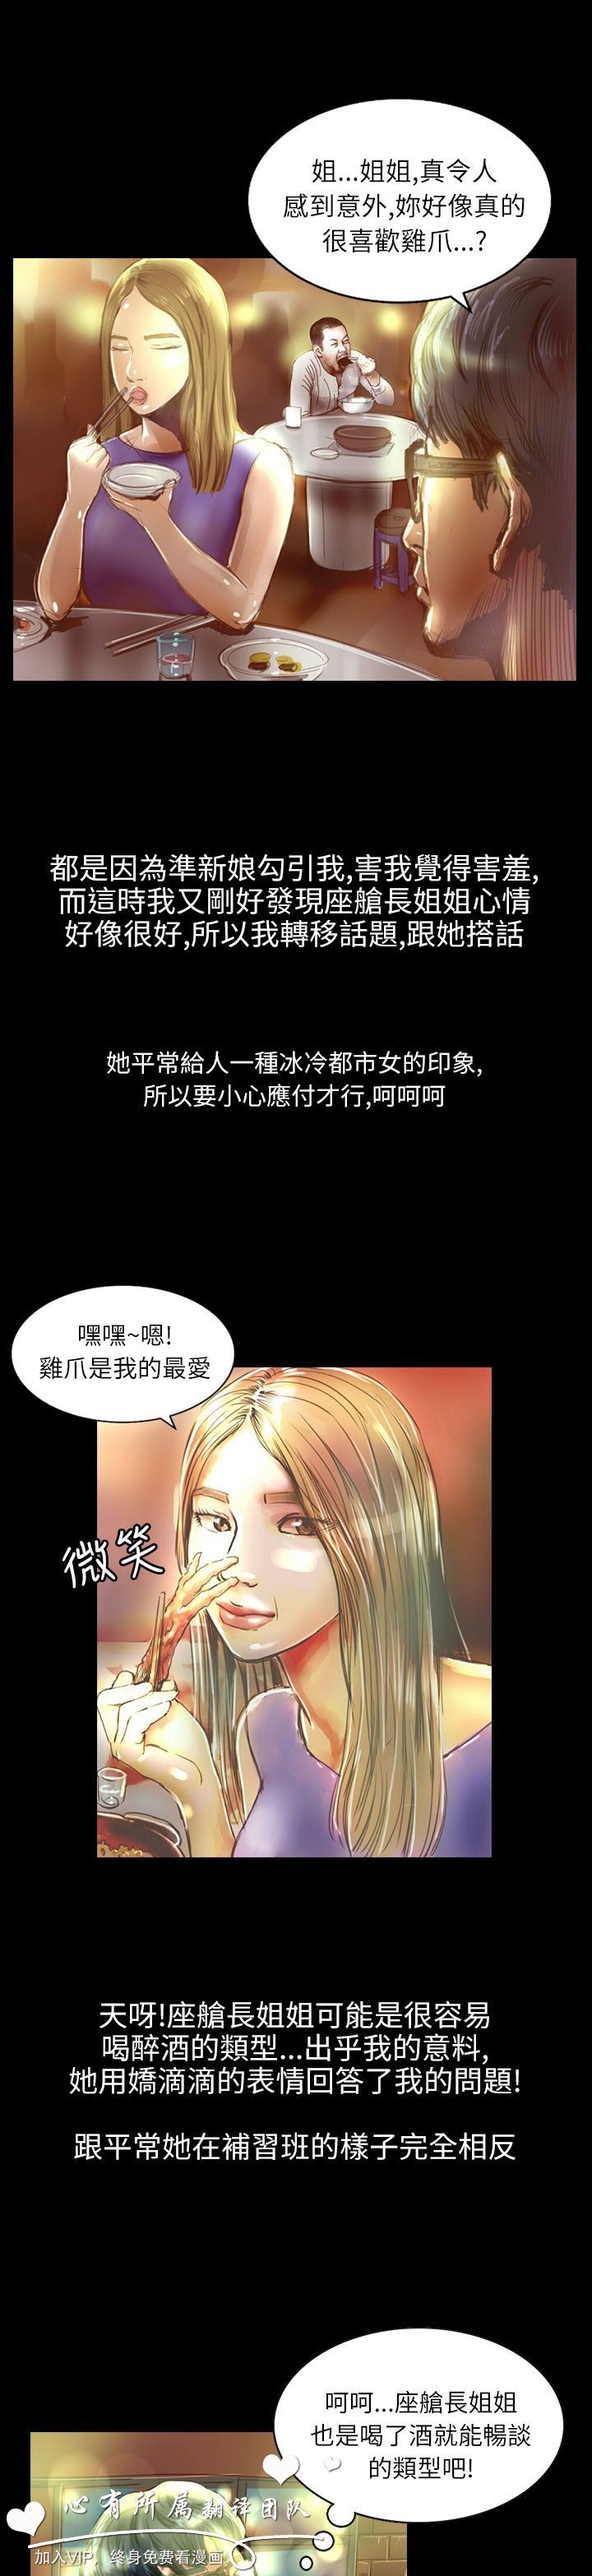 姐...姐姐,真令人
感到意外,妳好像真的
很喜歡雞爪...?
都是因為準新娘勾引我,害我覺得害羞,
而這時我又剛好發現座艙長姐姐心情
好像很好,所以我轉移話題,跟她搭話
她平常給人一種冰冷都市女的印象,
所以要小心應付才行,呵呵呵
嘿嘿~嗯!
雞爪是我的最愛
微笑
天呀!座艙長姐姐可能是很容易
喝醉酒的類型...出乎我的意料,
她用嬌滴滴的表情回答了我的問題!
跟平常她在補習班的樣子完全相反
呵呵...座艙長姐姐
也是喝了酒就能暢談
的類型吧!
心有所属翻译团队
加入VIP，终身免费看漫画